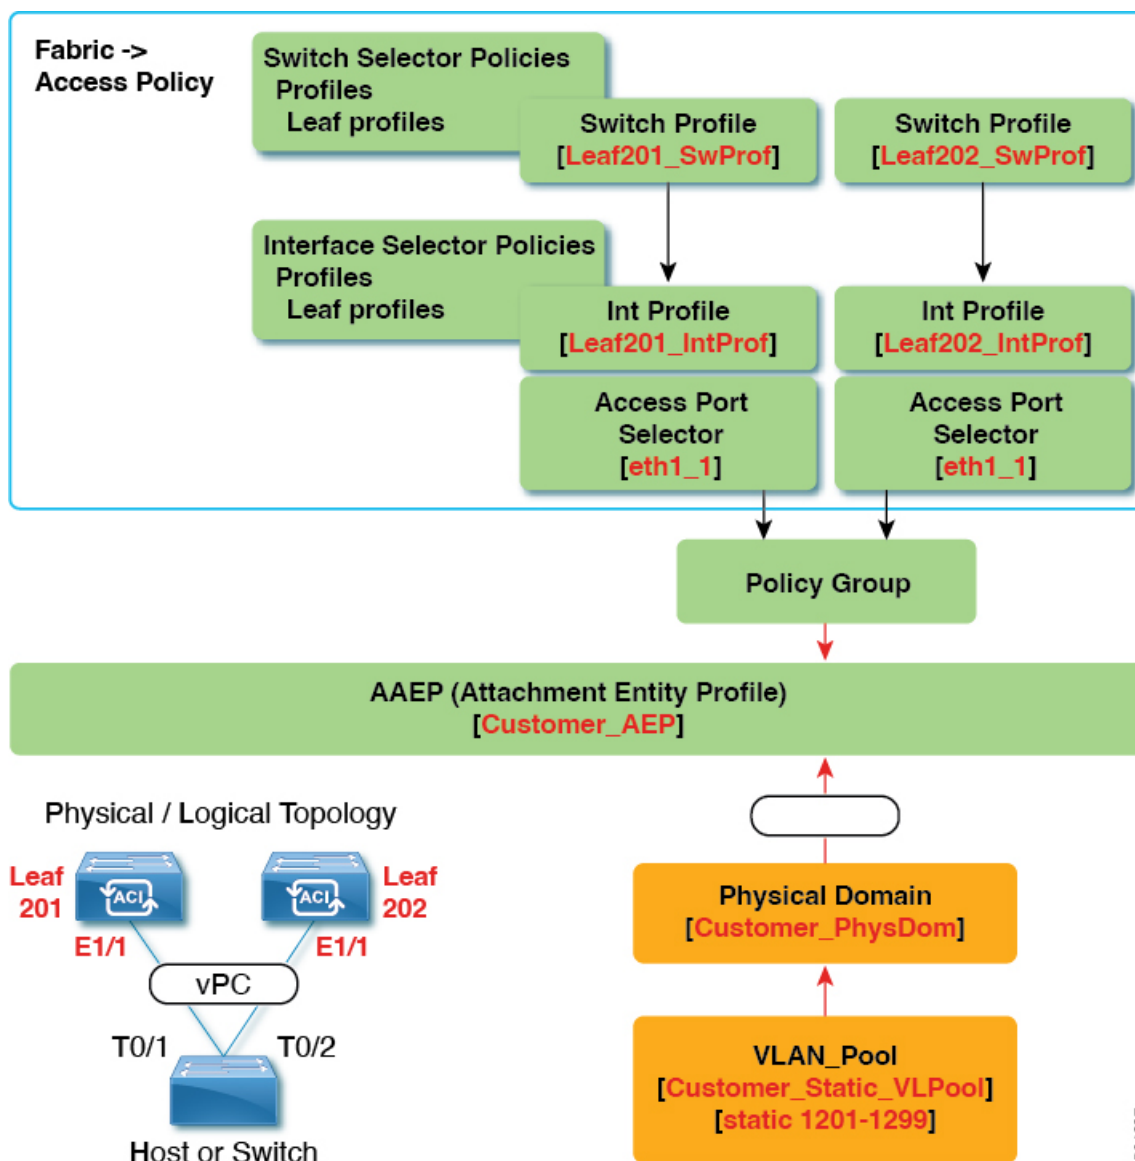 Fabric ->
Access Policy
Switch Selector Policies
Profiles
Leaf profiles
Switch Profile
[Leaf201_SwProf]
Switch Profile
[Leaf202_SwProf]
Interface Selector Policies
Profiles
Leaf profiles
Int Profile
[Leaf201_IntProf]
Int Profile
[Leaf202_IntProf]
Access Port
Selector
[eth1_1]
Access Port
Selector
[eth1_1]
Policy Group
AAEP (Attachment Entity Profile)
[Customer_AEP]
Physical / Logical Topology
Leaf
201
ACI
ACI
Leaf
202
E1/1
E1/1
vPC
T0/1
T0/2
Host or Switch
Physical Domain
[Customer_PhysDom]
VLAN_Pool
[Customer_Static_VLPool]
[static 1201-1299]